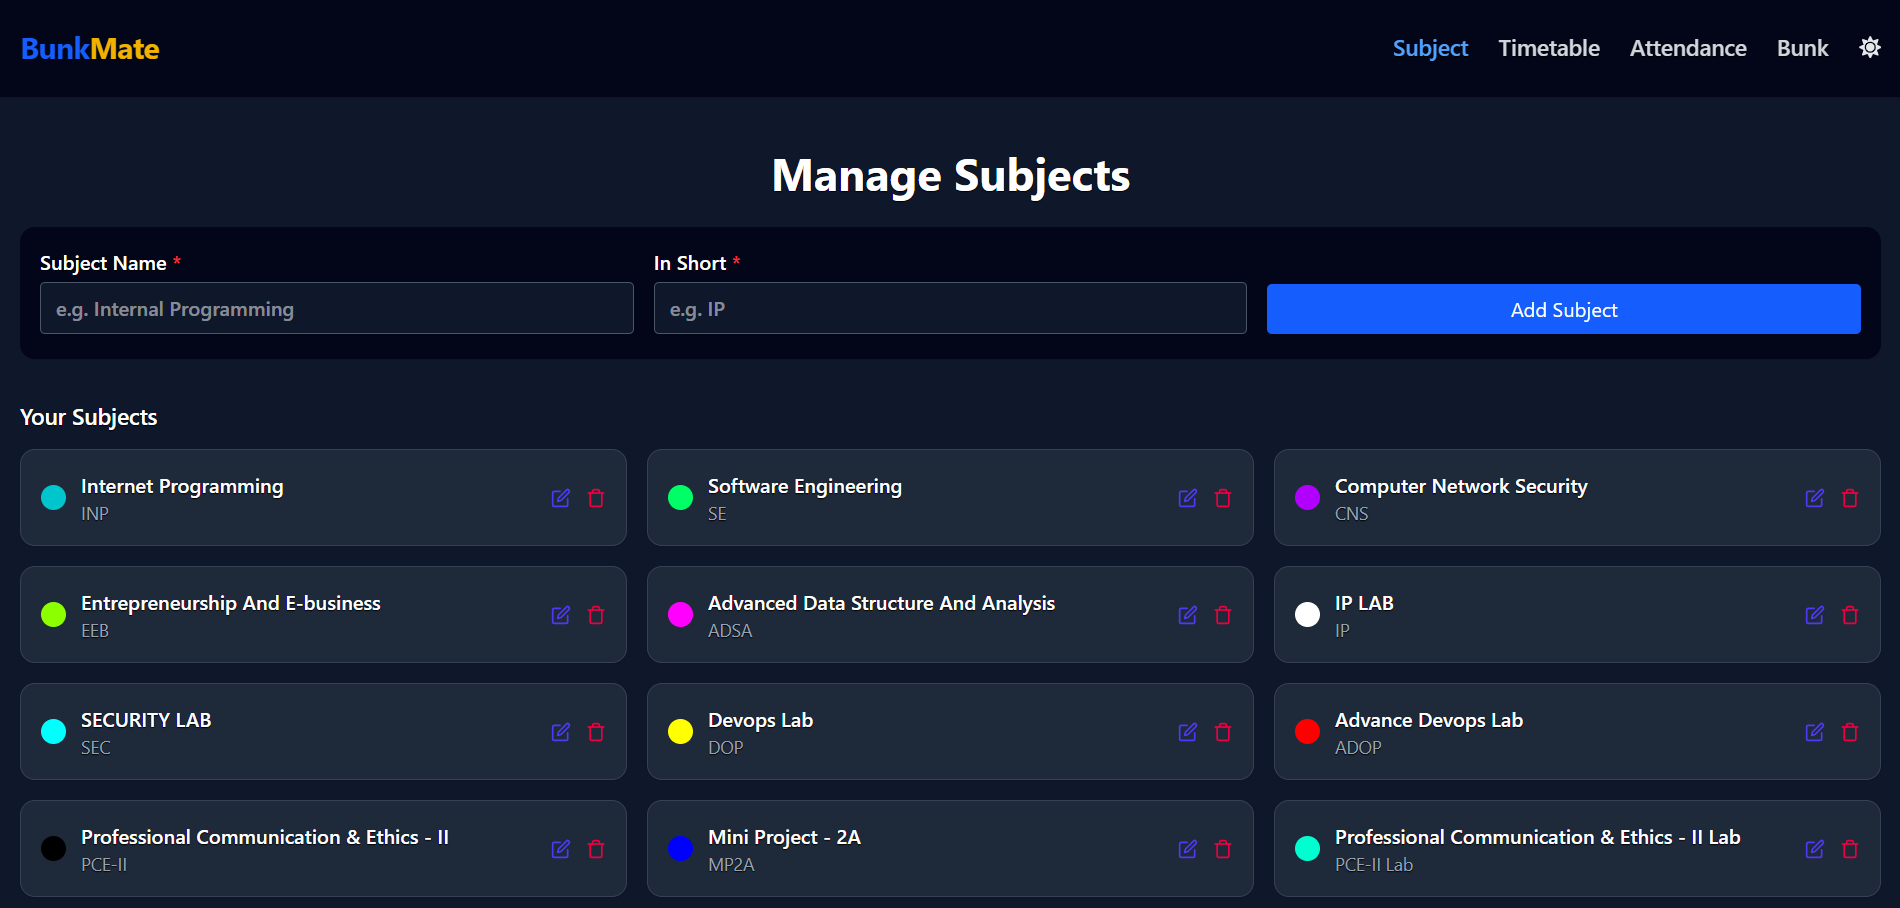 BunkMate
Subject Timetable Attendance Bunk
Manage Subjects
Subject Name *
e.g. Internal Programming
In Short *
e.g. IP
Add Subject
Your Subjects
Internet Programming
INP
Software Engineering
SE
Computer Network Security
CNS
Entrepreneurship And E-business
EEB
Advanced Data Structure And Analysis
ADSA
IP LAB
IP
SECURITY LAB
SEC
Devops Lab
DOP
Advance Devops Lab
ADOP
Professional Communication & Ethics - II
PCE-II
Mini Project - 2A
MP2A
Professional Communication & Ethics - II Lab
PCE-II Lab